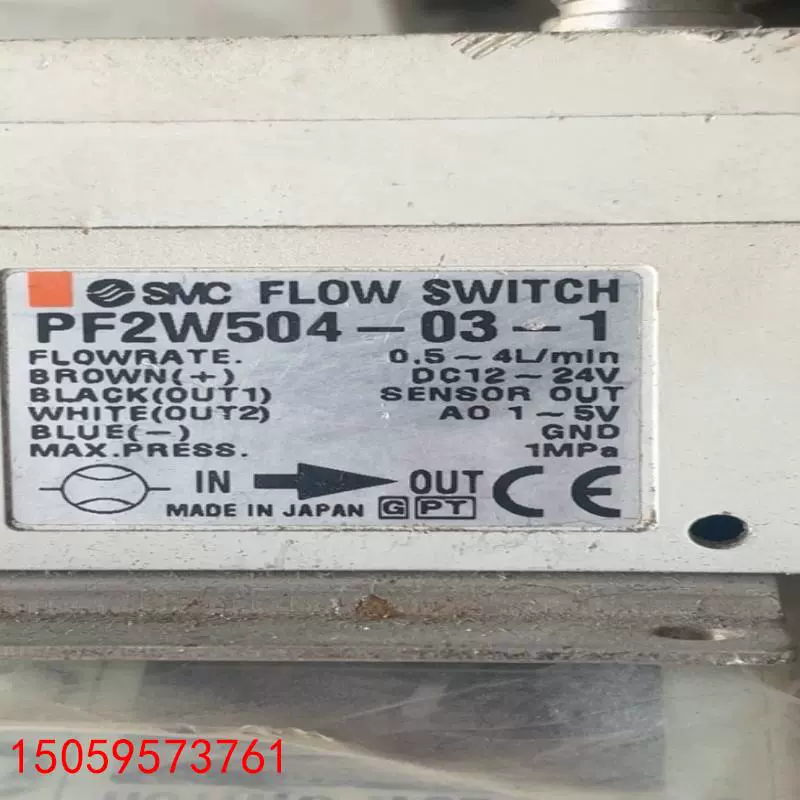 SMC FLOW SWITCH
PF2W504-03-1
FLOWRATE. 0.5~4L/min
BROWN(+) DC12~24V
BLACK(OUT1) SENSOR OUT
WHITE(OUT2) AO 1~5V
BLUE(-) GND
MAX.PRESS. 1MPa
IN OUT CE
MADE IN JAPAN G PT
15059573761